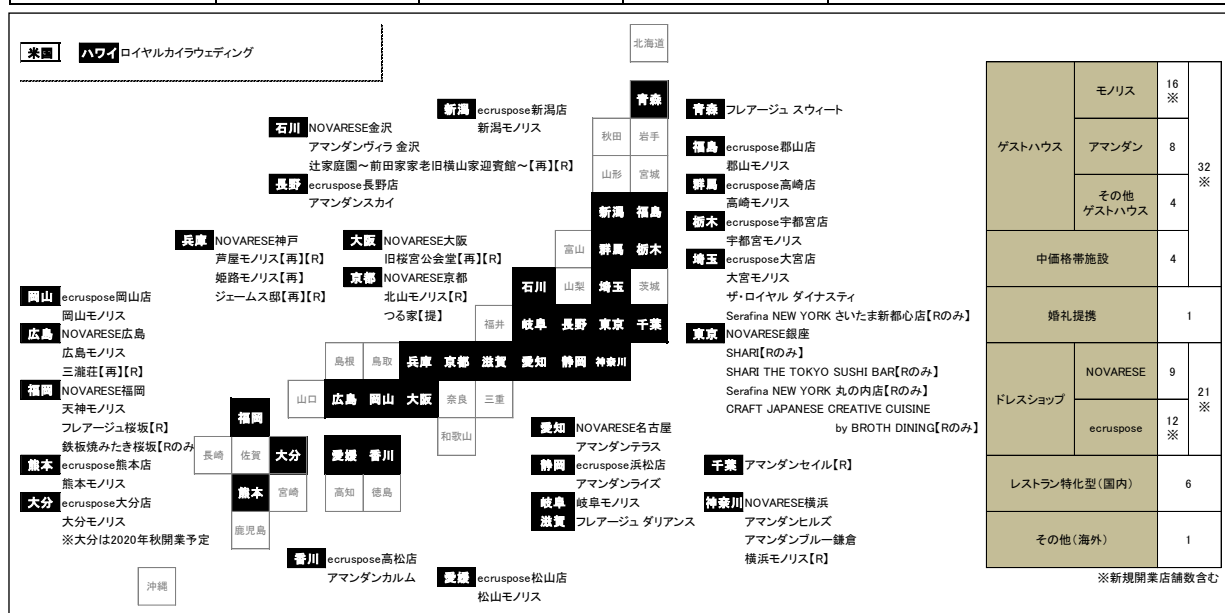 米国 ハワイ ロイヤルカイラウェディング
北海道
青森
秋田 岩手
山形 宮城
新潟 福島
富山 群馬 栃木
石川 山梨 埼玉 茨城
福井 岐阜 長野 東京 千葉
島根 鳥取 兵庫 京都 滋賀 愛知 静岡 神奈川
山口 広島 岡山 大阪 奈良 三重
和歌山
福岡
長崎 佐賀 大分 愛媛 香川
熊本 宮崎 高知 徳島
鹿児島
沖縄
新潟 ecruspose新潟店
新潟モノリス
石川 NOVARESE金沢
アマンダンヴィラ 金沢
辻家庭園~前田家家老旧横山家迎賓館~【再】【R】
長野 ecruspose長野店
アマンダンスカイ
兵庫 NOVARESE神戸
芦屋モノリス【再】【R】
姫路モノリス【再】
ジェームス邸【再】【R】
大阪 NOVARESE大阪
旧桜宮公会堂【再】【R】
京都 NOVARESE京都
北山モノリス【R】
つる家【提】
岡山 ecruspose岡山店
岡山モノリス
広島 NOVARESE広島
広島モノリス
三瀧荘【再】【R】
福岡 NOVARESE福岡
天神モノリス
フレアージュ桜坂【R】
鉄板焼みたき桜坂【Rのみ
熊本 ecruspose熊本店
熊本モノリス
大分 ecruspose大分店
大分モノリス
※大分は2020年秋開業予定
香川 ecruspose高松店
アマンダンカルム
愛媛 ecruspose松山店
松山モノリス
青森 フレアージュ スウィート
福島 ecruspose郡山店
郡山モノリス
群馬 ecruspose高崎店
高崎モノリス
栃木 ecruspose宇都宮店
宇都宮モノリス
埼玉 ecruspose大宮店
大宮モノリス
ザ・ロイヤル ダイナスティ
Serafina NEW YORK さいたま新都心店【Rのみ】
東京 NOVARESE銀座
SHARI【Rのみ】
SHARI THE TOKYO SUSHI BAR【Rのみ】
Serafina NEW YORK 丸の内店【Rのみ】
CRAFT JAPANESE CREATIVE CUISINE
by BROTH DINING【Rのみ】
愛知 NOVARESE名古屋
アマンダンテラス
静岡 ecruspose浜松店
アマンダンライズ
岐阜 岐阜モノリス
滋賀 フレアージュ ダリアンス
千葉 アマンダンセイル【R】
神奈川 NOVARESE横浜
アマンダンヒルズ
アマンダンブルー鎌倉
横浜モノリス【R】
ゲストハウス モノリス 16 ※ 32 ※
アマンダン 8
その他
ゲストハウス 4
中価格帯施設 4
婚礼提携 1
ドレスショップ NOVARESE 9 21 ※
ecruspose 12 ※
レストラン特化型(国内) 6
その他(海外) 1
※新規開業店舗数含む